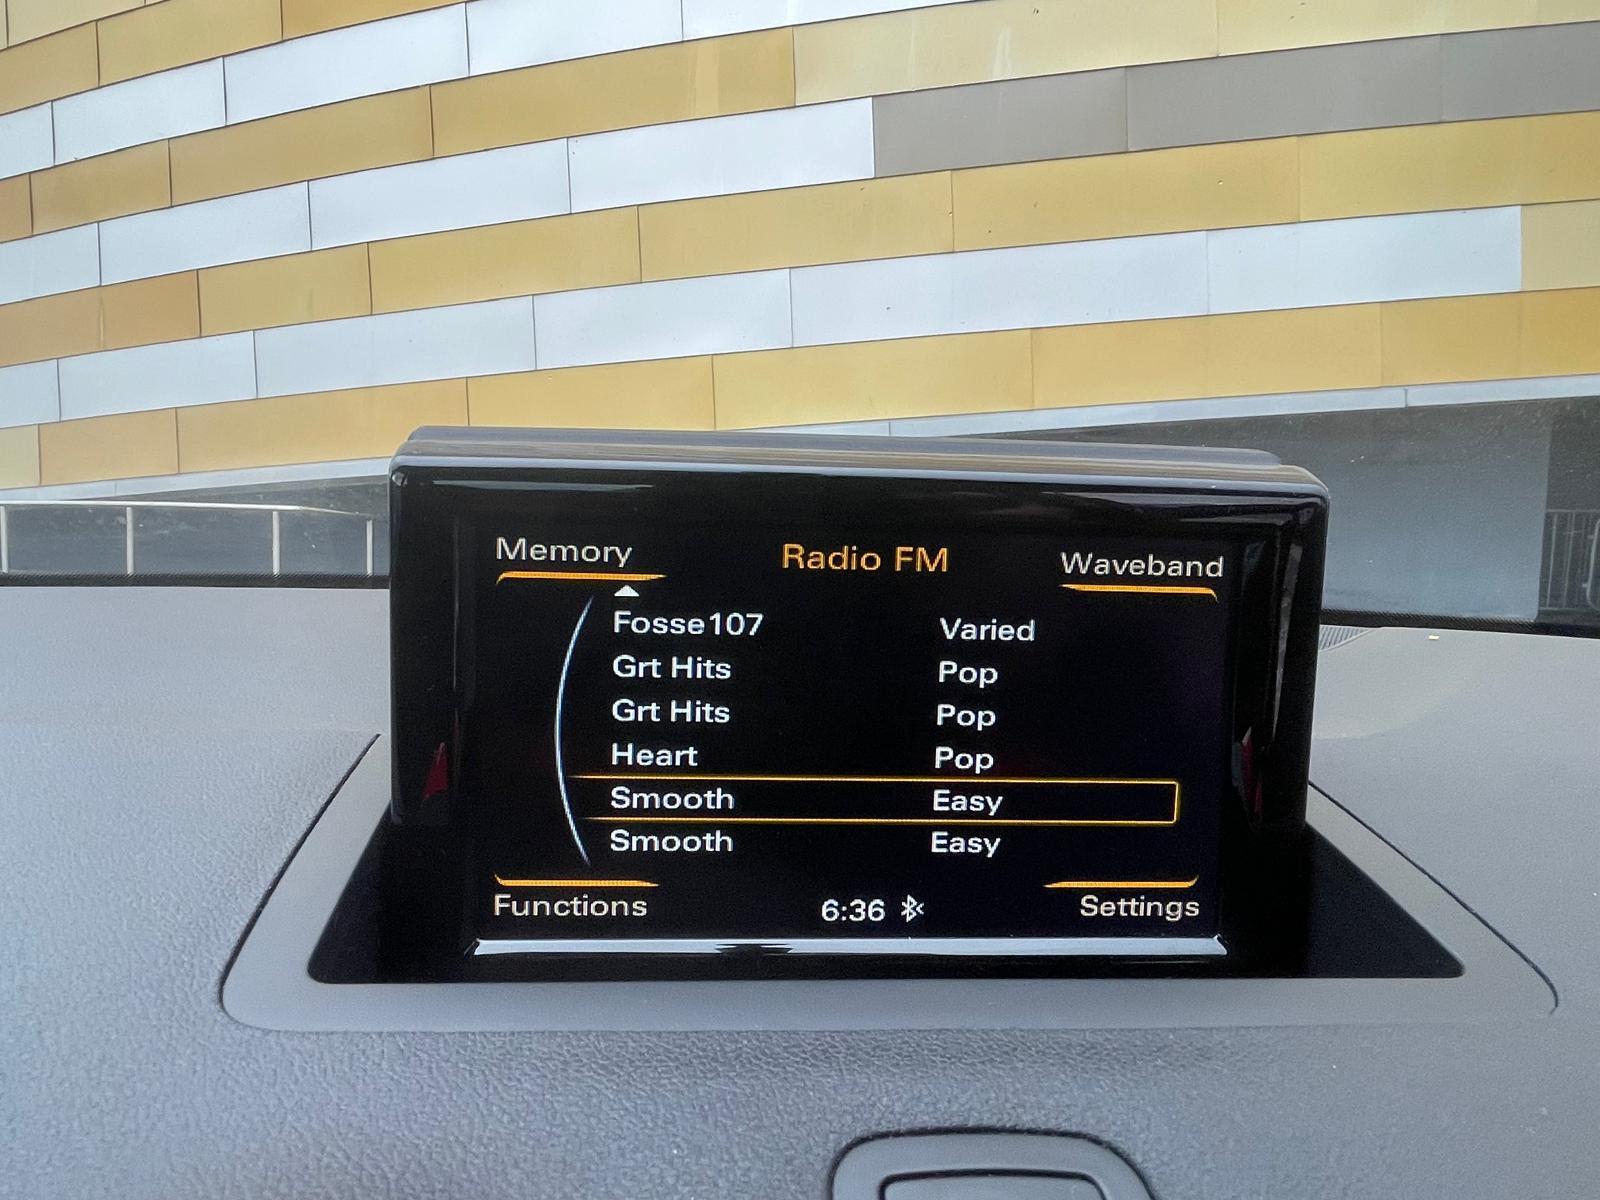 Memory Radio FM Waveband
Fosse107 Varied
Grt Hits Pop
Grt Hits Pop
Heart Pop
Smooth Easy
Smooth Easy
Functions 6:36 Settings